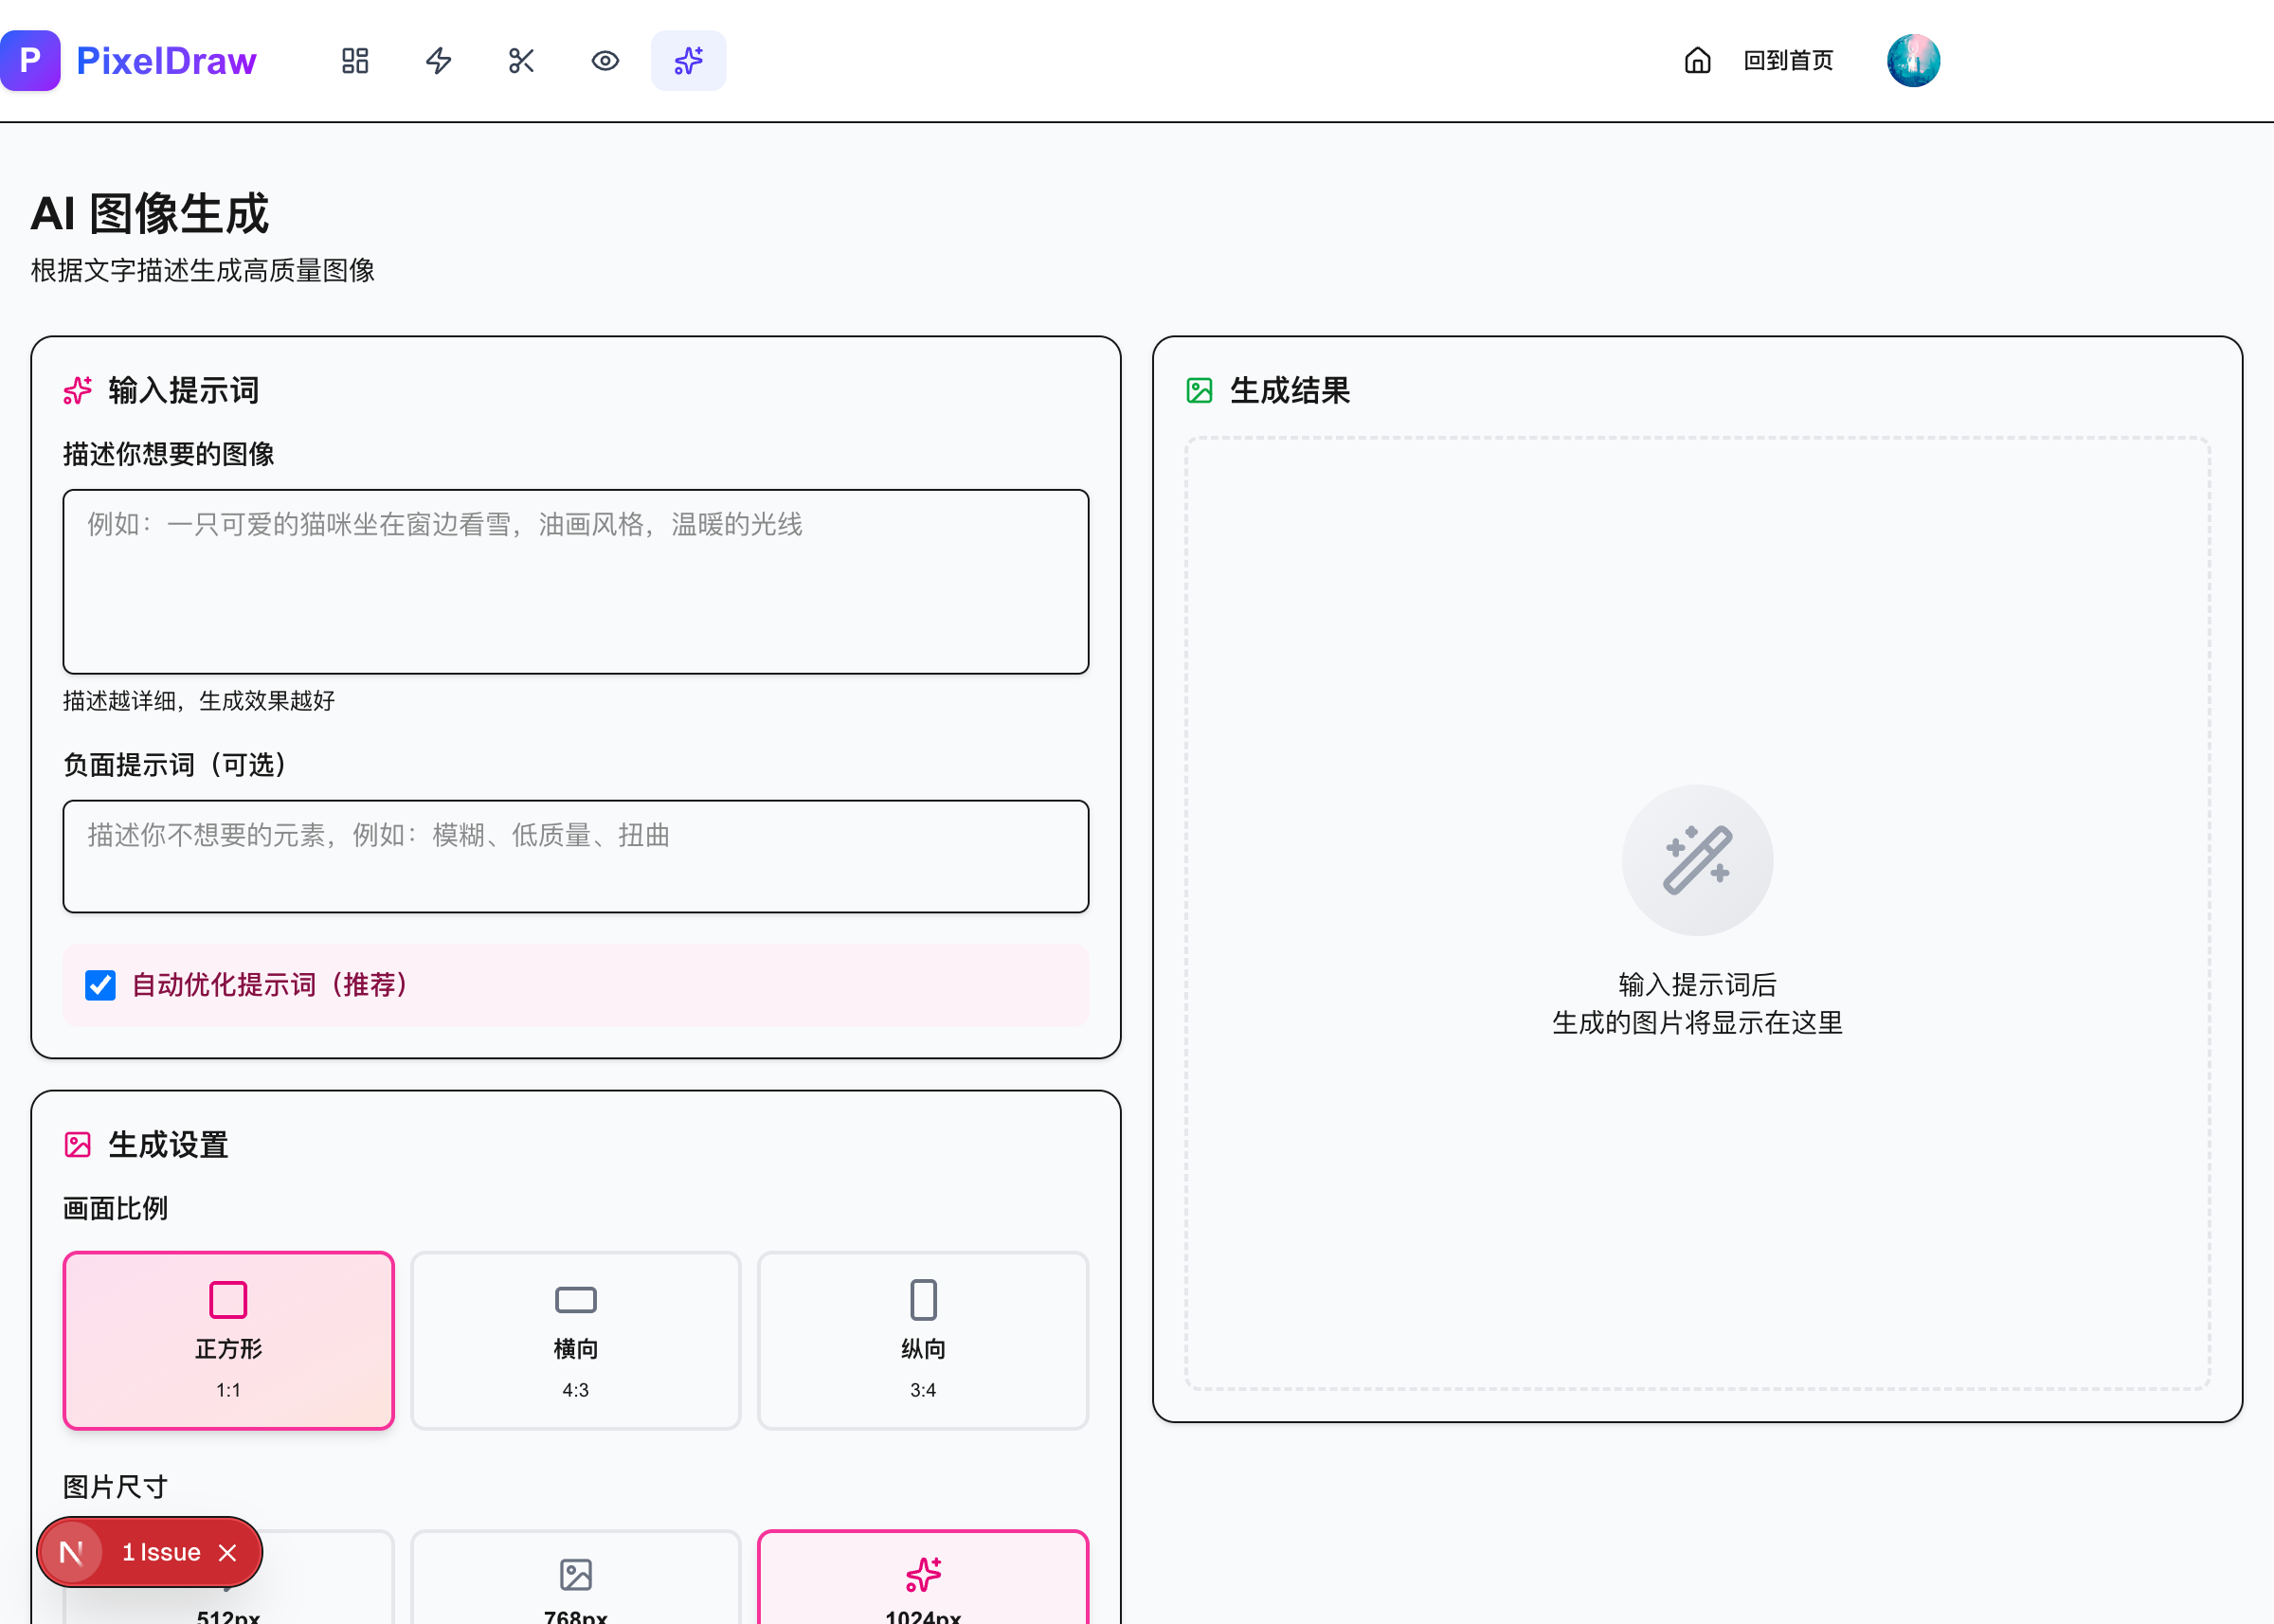 P PixelDraw
回到首页
AI 图像生成
根据文字描述生成高质量图像
输入提示词
描述你想要的图像
例如：一只可爱的猫咪坐在窗边看雪，油画风格，温暖的光线
描述越详细，生成效果越好
负面提示词（可选）
描述你不想要的元素，例如：模糊、低质量、扭曲
自动优化提示词（推荐）
生成设置
画面比例
正方形
1:1
横向
4:3
纵向
3:4
图片尺寸
512px
768px
1024px
N 1 Issue
生成结果
输入提示词后
生成的图片将显示在这里